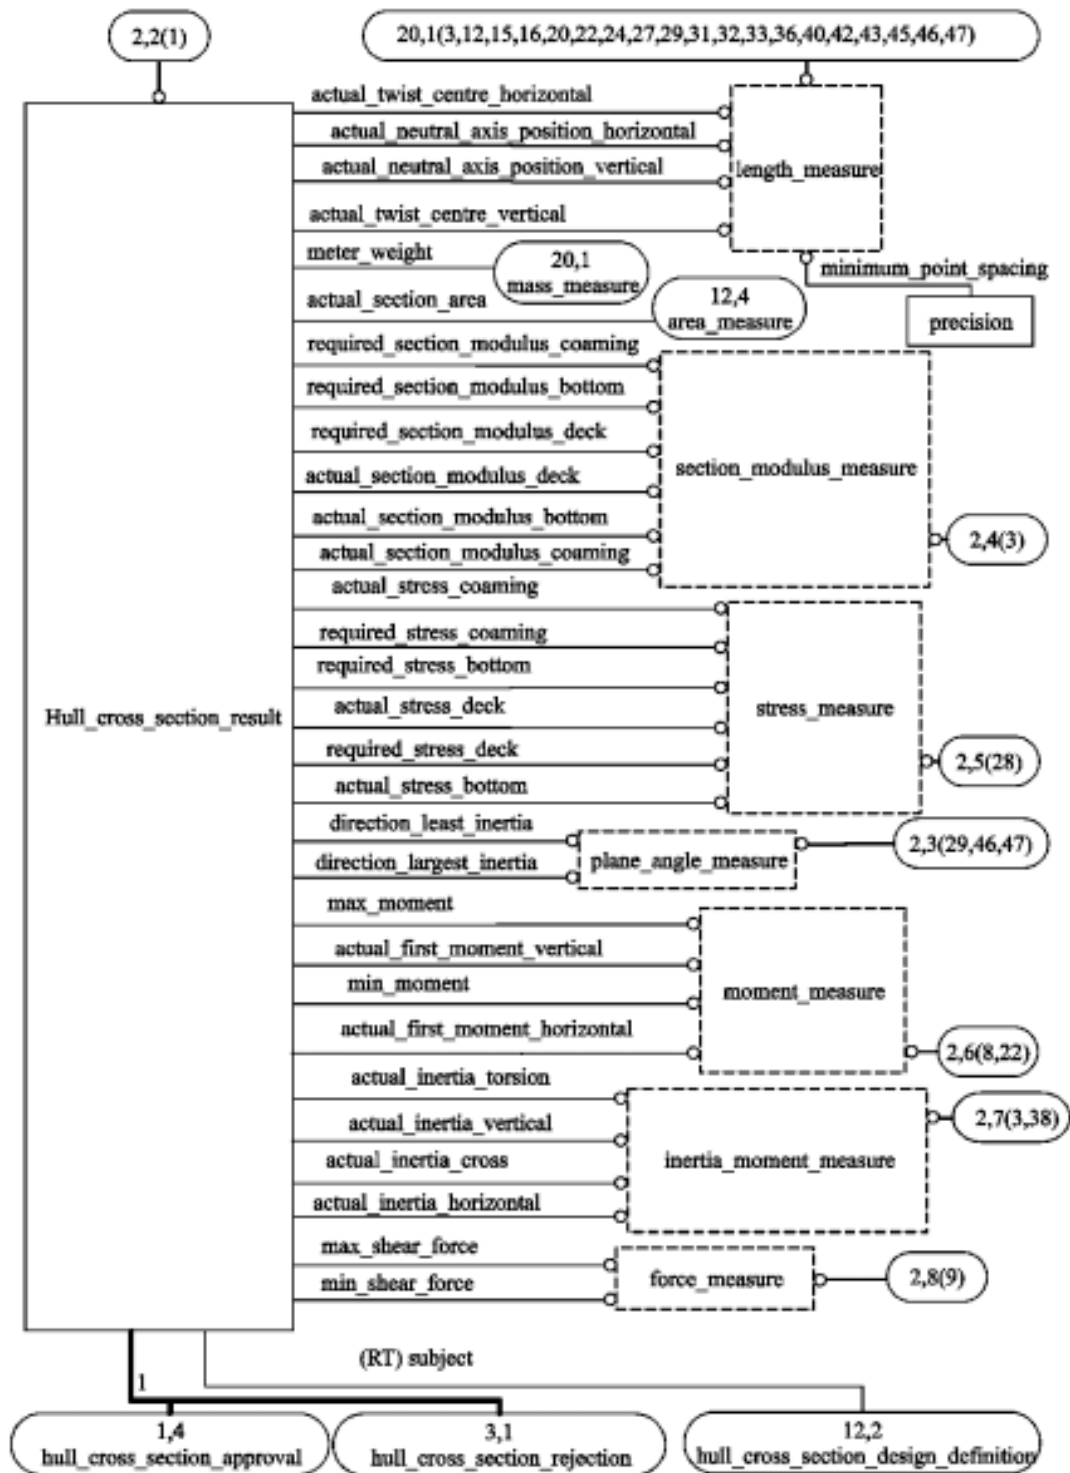 2,2(1)
20,1(3,12,15,16,20,22,24,27,29,31,32,33,36,40,42,43,45,46,47)
actual_twist_centre_horizontal
actual_neutral_axis_position_horizontal
actual_neutral_axis_position_vertical
length_measure
actual_twist_centre_vertical
meter_weight
20,1
mass_measure
minimum_point_spacing
actual_section_area
12,4
area_measure
precision
required_section_modulus_coaming
required_section_modulus_bottom
required_section_modulus_deck
actual_section_modulus_deck
section_modulus_measure
actual_section_modulus_bottom
actual_section_modulus_coaming
2,4(3)
actual_stress_coaming
required_stress_coaming
required_stress_bottom
actual_stress_deck
Hull_cross_section_result
stress_measure
required_stress_deck
actual_stress_bottom
2,5(28)
direction_least_inertia
direction_largest_inertia
plane_angle_measure
2,3(29,46,47)
max_moment
actual_first_moment_vertical
min_moment
moment_measure
actual_first_moment_horizontal
2,6(8,22)
actual_inertia_torsion
actual_inertia_vertical
2,7(3,38)
actual_inertia_cross
inertia_moment_measure
actual_inertia_horizontal
max_shear_force
min_shear_force
force_measure
2,8(9)
(RT) subject
1
1,4
hull_cross_section_approval
3,1
hull_cross_section_rejection
12,2
hull_cross_section_design_definition